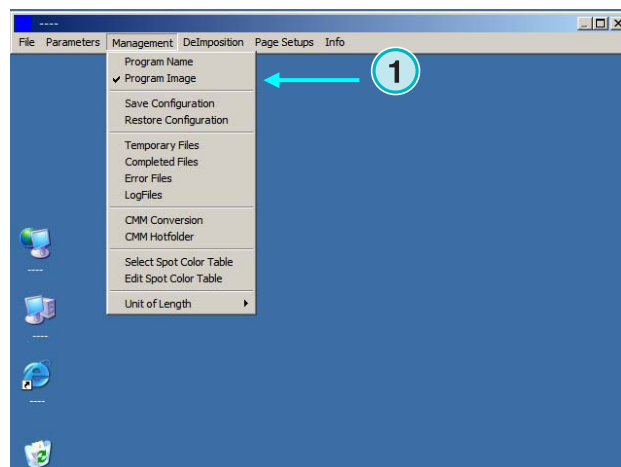 ----
File Parameters Management DeImposition Page Setups Info
Program Name
Program Image
1
Save Configuration
Restore Configuration
Temporary Files
Completed Files
Error Files
LogFiles
CMM Conversion
CMM Hotfolder
Select Spot Color Table
Edit Spot Color Table
Unit of Length
----
----
----